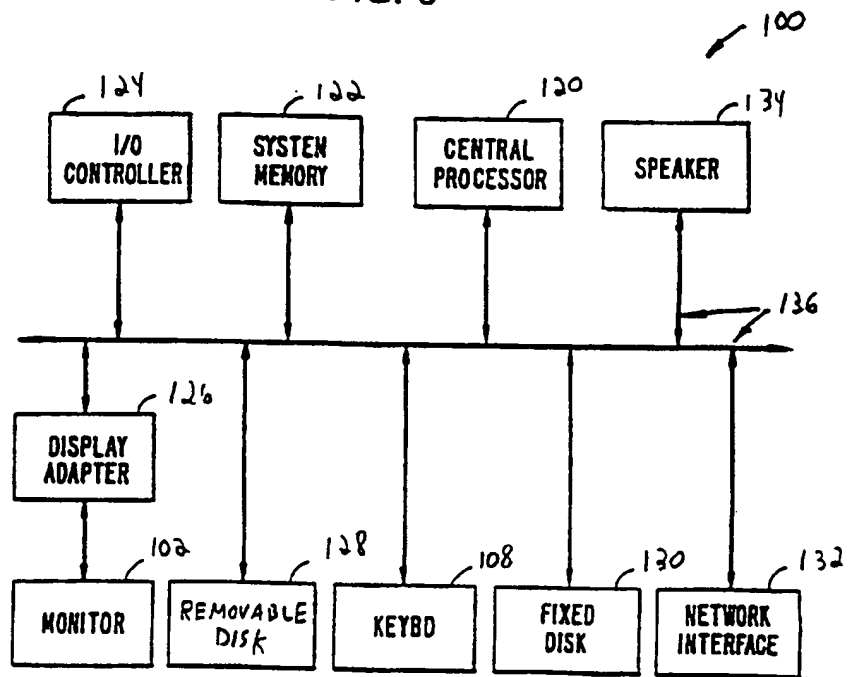 100
124
122
120
134
I/O
CONTROLLER
SYSTEM
MEMORY
CENTRAL
PROCESSOR
SPEAKER
136
126
DISPLAY
ADAPTER
102
128
108
130
132
MONITOR
REMOVABLE
DISK
KEYBD
FIXED
DISK
NETWORK
INTERFACE